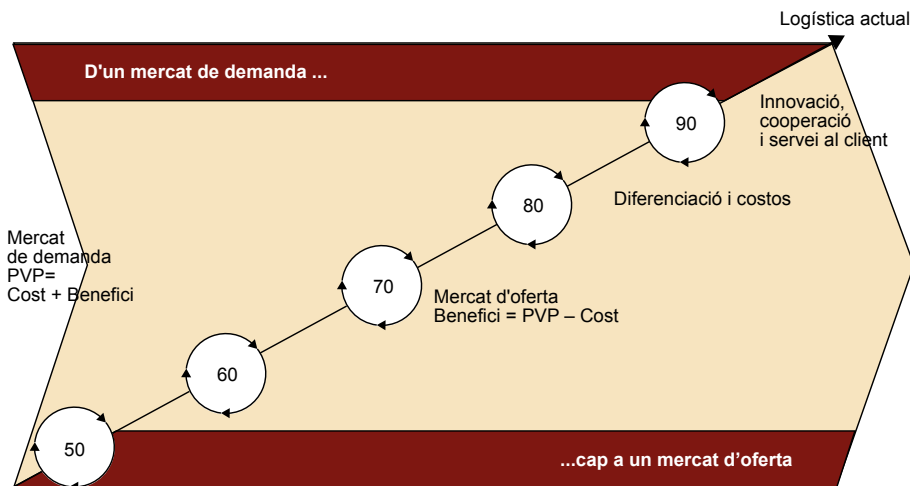 Logística actual
D'un mercat de demanda ...
90
Innovació,
cooperació
i servei al client
80
Diferenciació i costos
Mercat
de demanda
PVP=
Cost + Benefici
70
Mercat d'oferta
Benefici = PVP – Cost
60
50
...cap a un mercat d’oferta